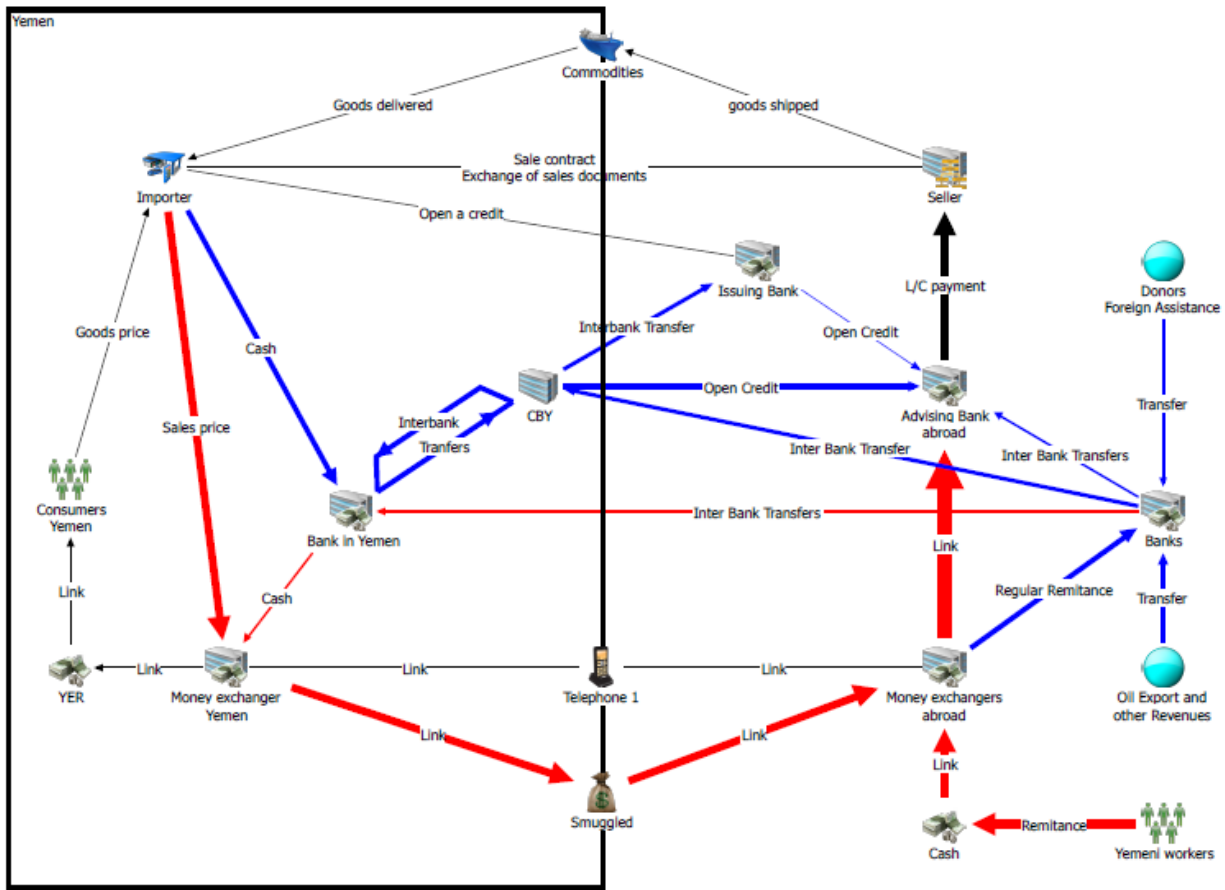 Yemen
Commodities
Goods delivered
goods shipped
Sale contract
Exchange of sales documents
Importer
Seller
Open a credit
Issuing Bank
L/C payment
Donors
Foreign Assistance
Goods price
Interbank Transfer
Open Credit
Cash
CBY
Open Credit
Advising Bank
abroad
Transfer
Interbank
Tranfers
Sales price
Inter Bank Transfer
Inter Bank Transfers
Consumers
Yemen
Bank in Yemen
Inter Bank Transfers
Banks
Link
Link
Cash
Regular Remitance
Transfer
YER
Link
Money exchanger
Yemen
Link
Telephone 1
Link
Money exchangers
abroad
Oil Export and
other Revenues
Link
Link
Link
Smuggled
Cash
Remitance
Yemeni workers